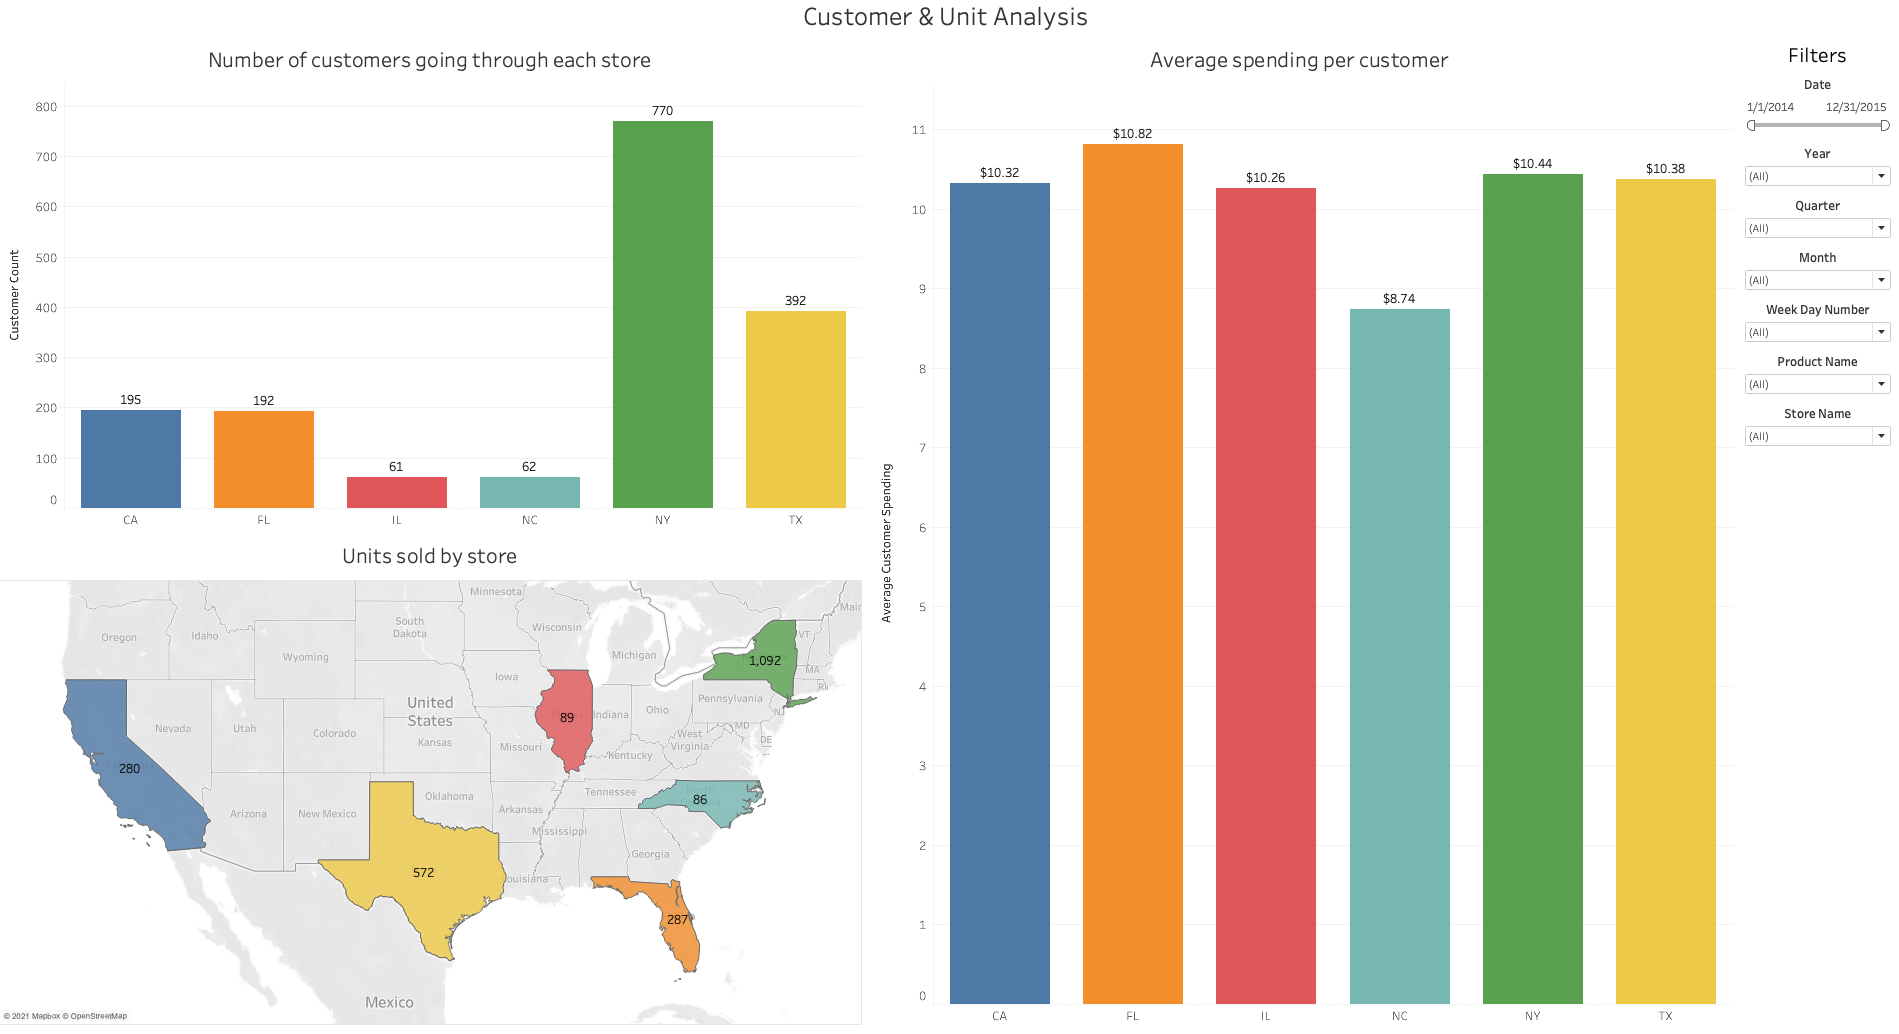 Customer & Unit Analysis
Number of customers going through each store
800
700
600
500
400
300
200
100
0
Customer Count
195
192
61
62
770
392
CA
FL
IL
NC
NY
TX
Units sold by store
Minnesota
Oregon
Idaho
South
Dakota
Wisconsin
Wyoming
Michigan
Iowa
VT
MA
RI
1,092
Nevada
Utah
Colorado
United
States
Kansas
Missouri
89
Indiana
Ohio
Pennsylvania
NJ
MD
DE
West
Virginia
Kentucky
280
Arizona
New Mexico
Oklahoma
Arkansas
Tennessee
86
Mississippi
Georgia
572
287
Mexico
© 2021 Mapbox © OpenStreetMap
Average spending per customer
11
10
9
8
7
6
5
4
3
2
1
0
Average Customer Spending
$10.32
$10.82
$10.26
$8.74
$10.44
$10.38
CA
FL
IL
NC
NY
TX
Filters
Date
1/1/2014 12/31/2015
Year
(All)
Quarter
(All)
Month
(All)
Week Day Number
(All)
Product Name
(All)
Store Name
(All)